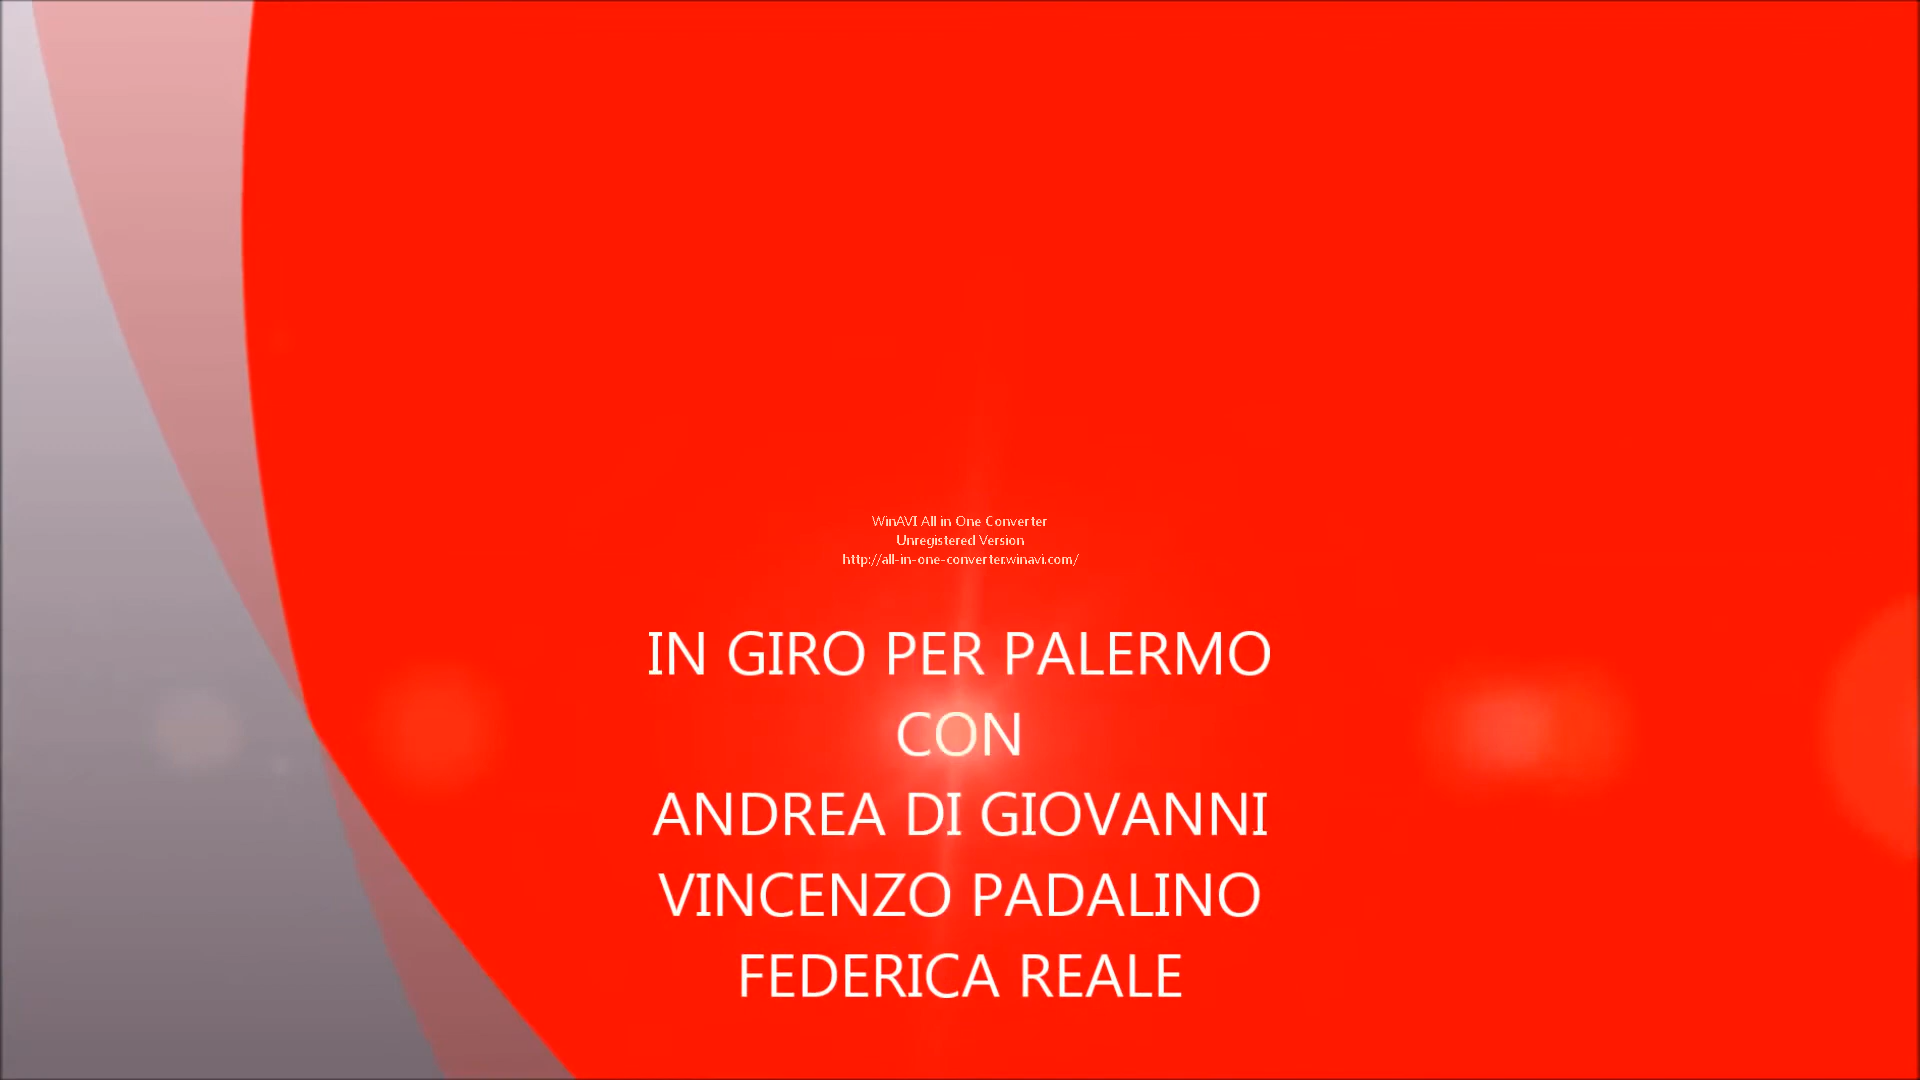 WinAVI All in One Converter
Unregistered Version
http://all-in-one-converter.winavi.com/
IN GIRO PER PALERMO
CON
ANDREA DI GIOVANNI
VINCENZO PADALINO
FEDERICA REALE